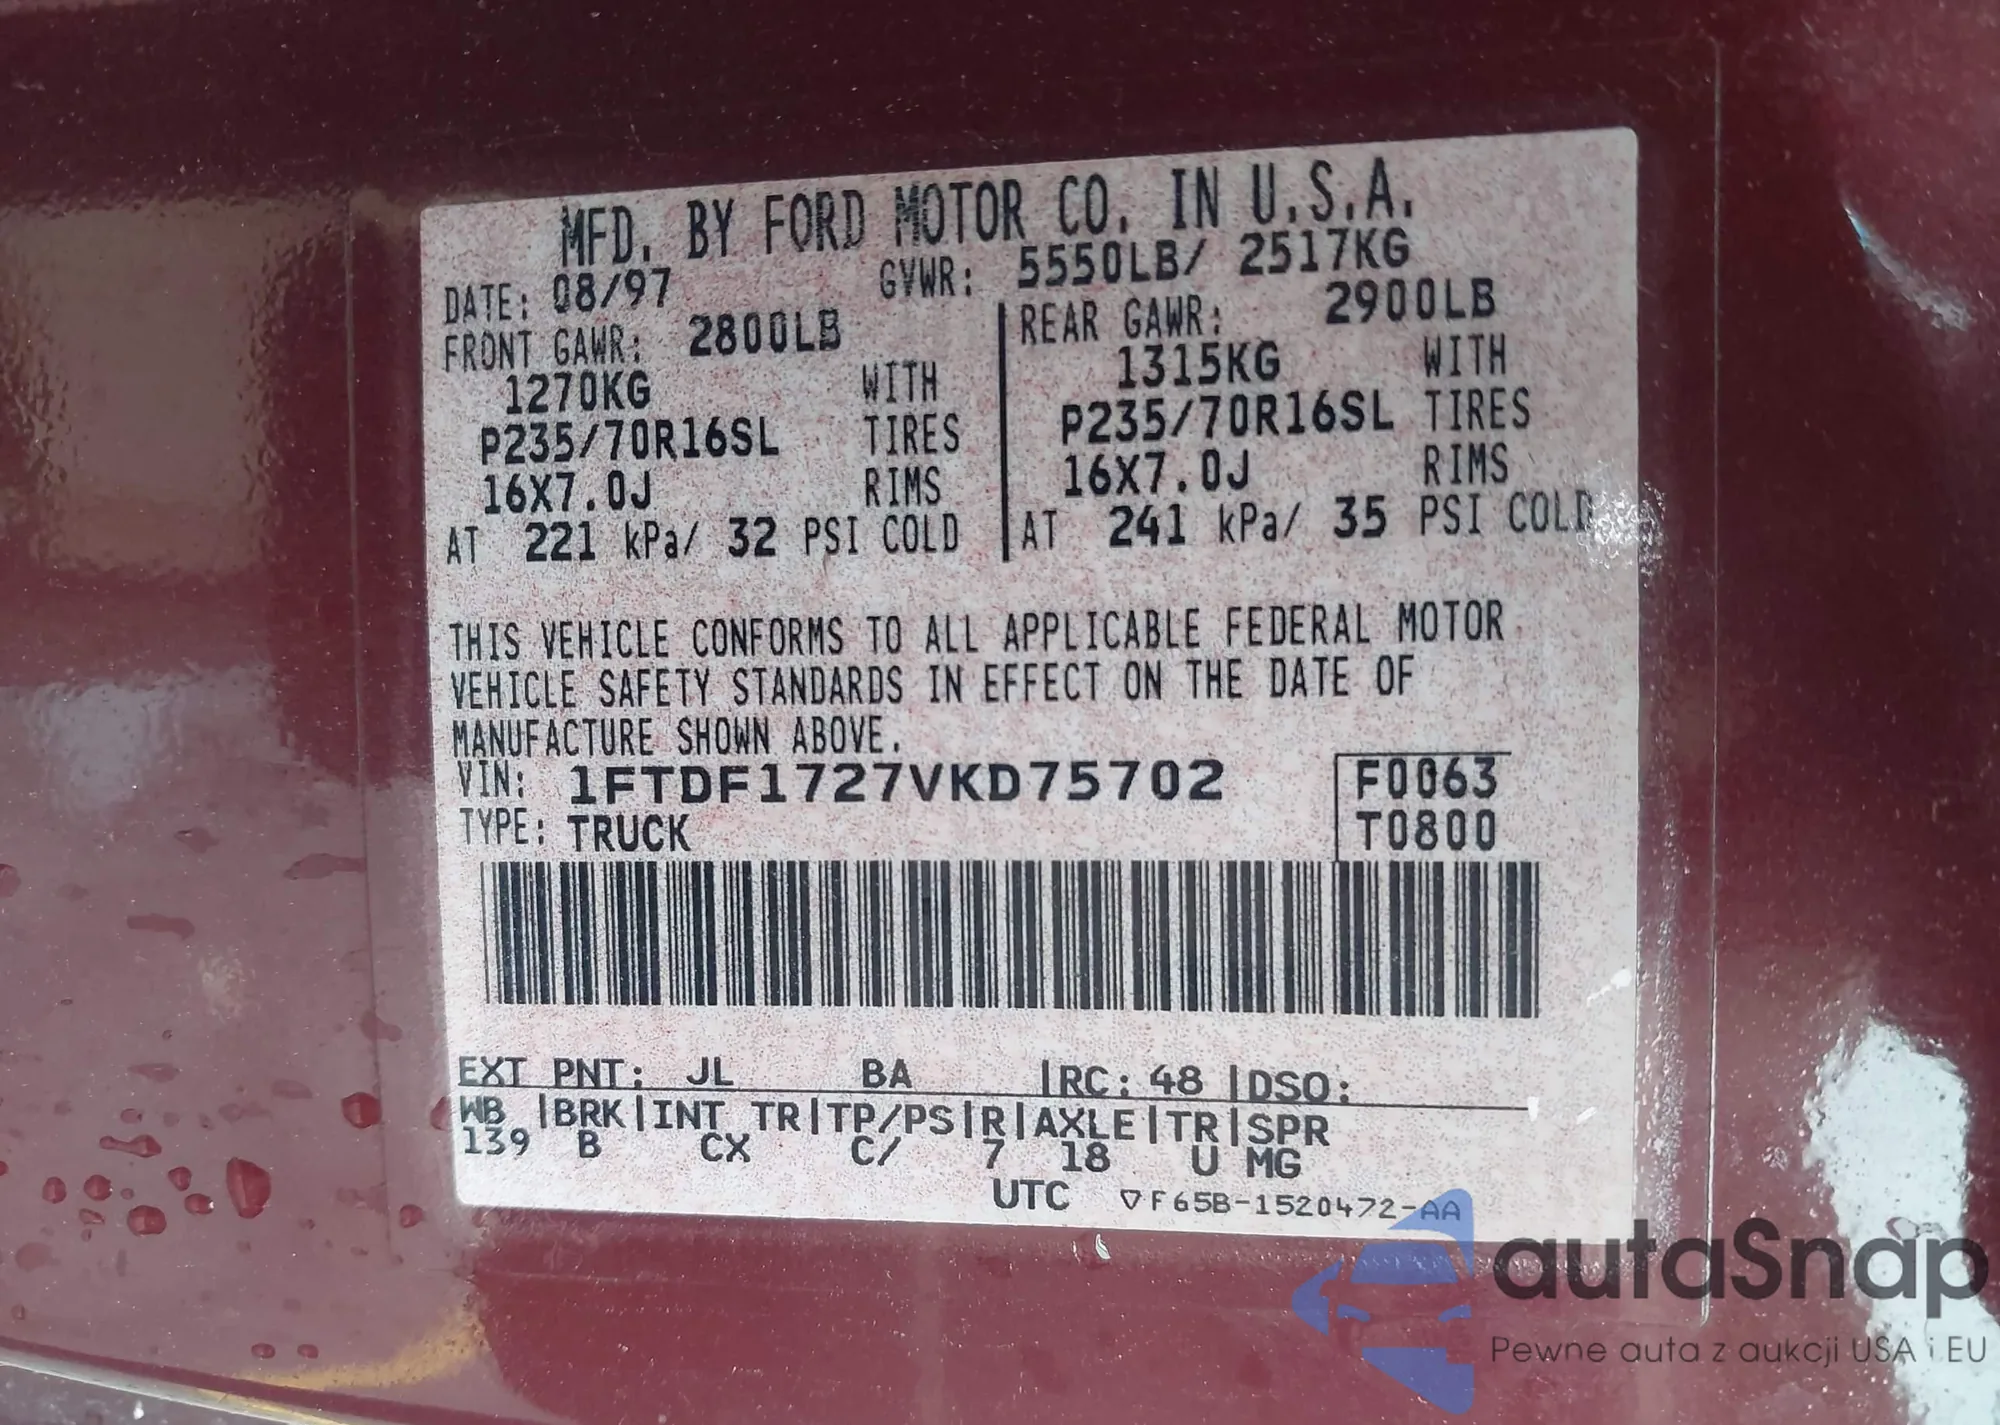 MFD. BY FORD MOTOR CO. IN U.S.A.
DATE: 08/97 GVWR: 5550LB/ 2517KG
FRONT GAWR: 2800LB REAR GAWR: 2900LB
1270KG WITH 1315KG WITH
P235/70R16SL TIRES P235/70R16SL TIRES
16X7.0J RIMS 16X7.0J RIMS
AT 221 kPa/ 32 PSI COLD AT 241 kPa/ 35 PSI COLD
THIS VEHICLE CONFORMS TO ALL APPLICABLE FEDERAL MOTOR
VEHICLE SAFETY STANDARDS IN EFFECT ON THE DATE OF
MANUFACTURE SHOWN ABOVE.
VIN: 1FTDF1727VKD75702 F0063
TYPE: TRUCK T0800
EXT PNT: JL BA |RC: 48 |DSO:
WB |BRK|INT TR|TP/PS|R|AXLE|TR|SPR
139 B CX C/ 7 18 U MG
UTC ▽F65B-1520472-AA
autaSnap
Pewne auta z aukcji USA i EU